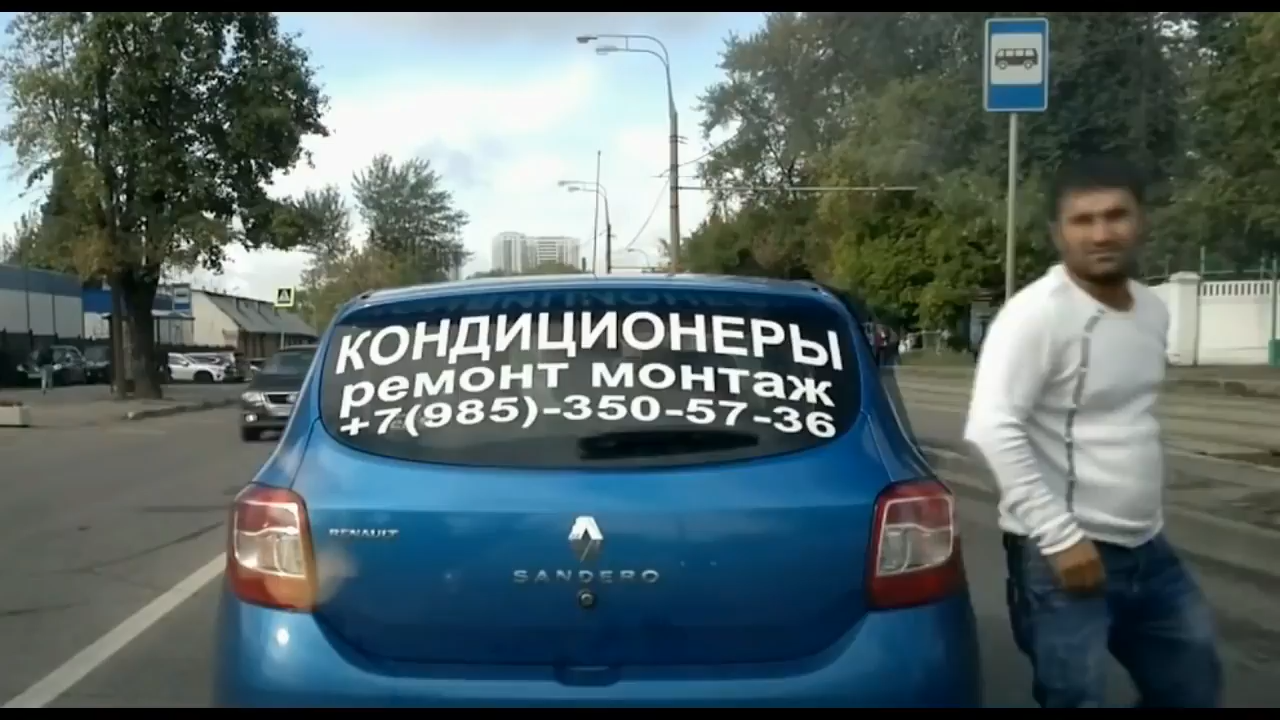 КОНДИЦИОНЕРЫ
ремонт монтаж
+7(985)-350-57-36
RENAULT
SANDERO